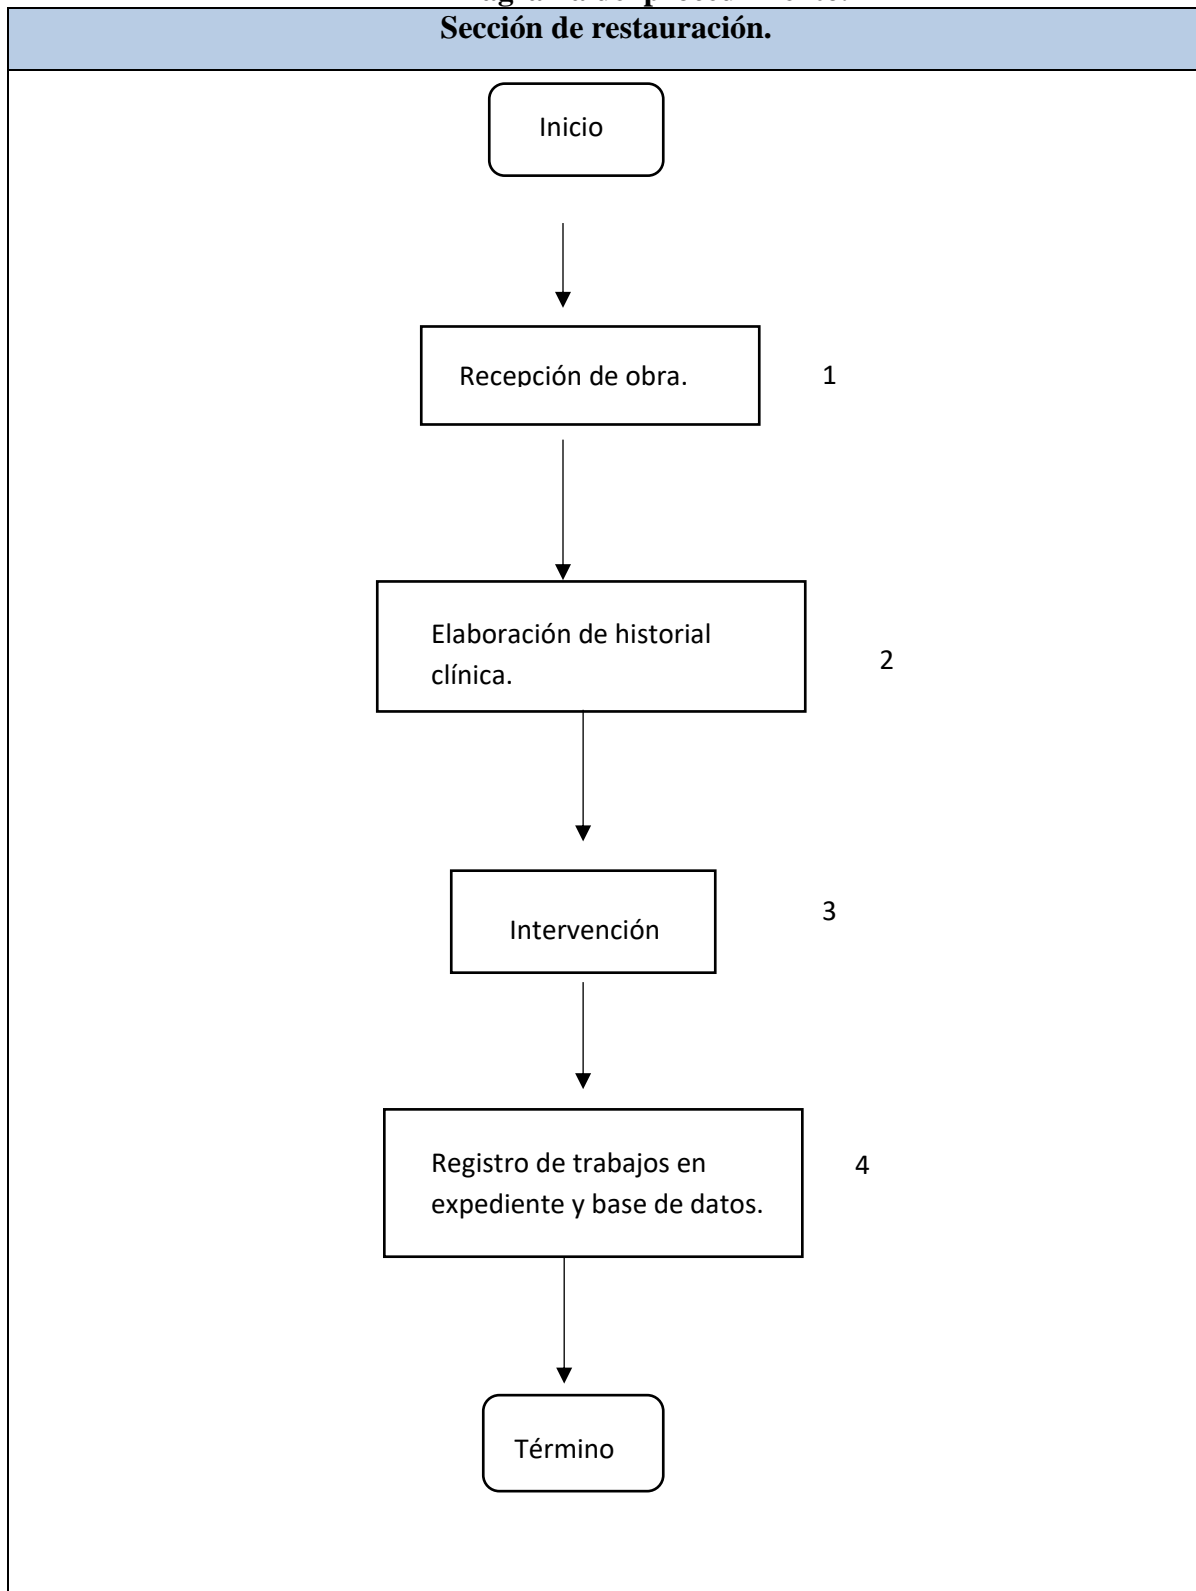 Sección de restauración.
Inicio
Recepción de obra.
1
Elaboración de historial
clínica.
2
Intervención
3
Registro de trabajos en
expediente y base de datos.
4
Término